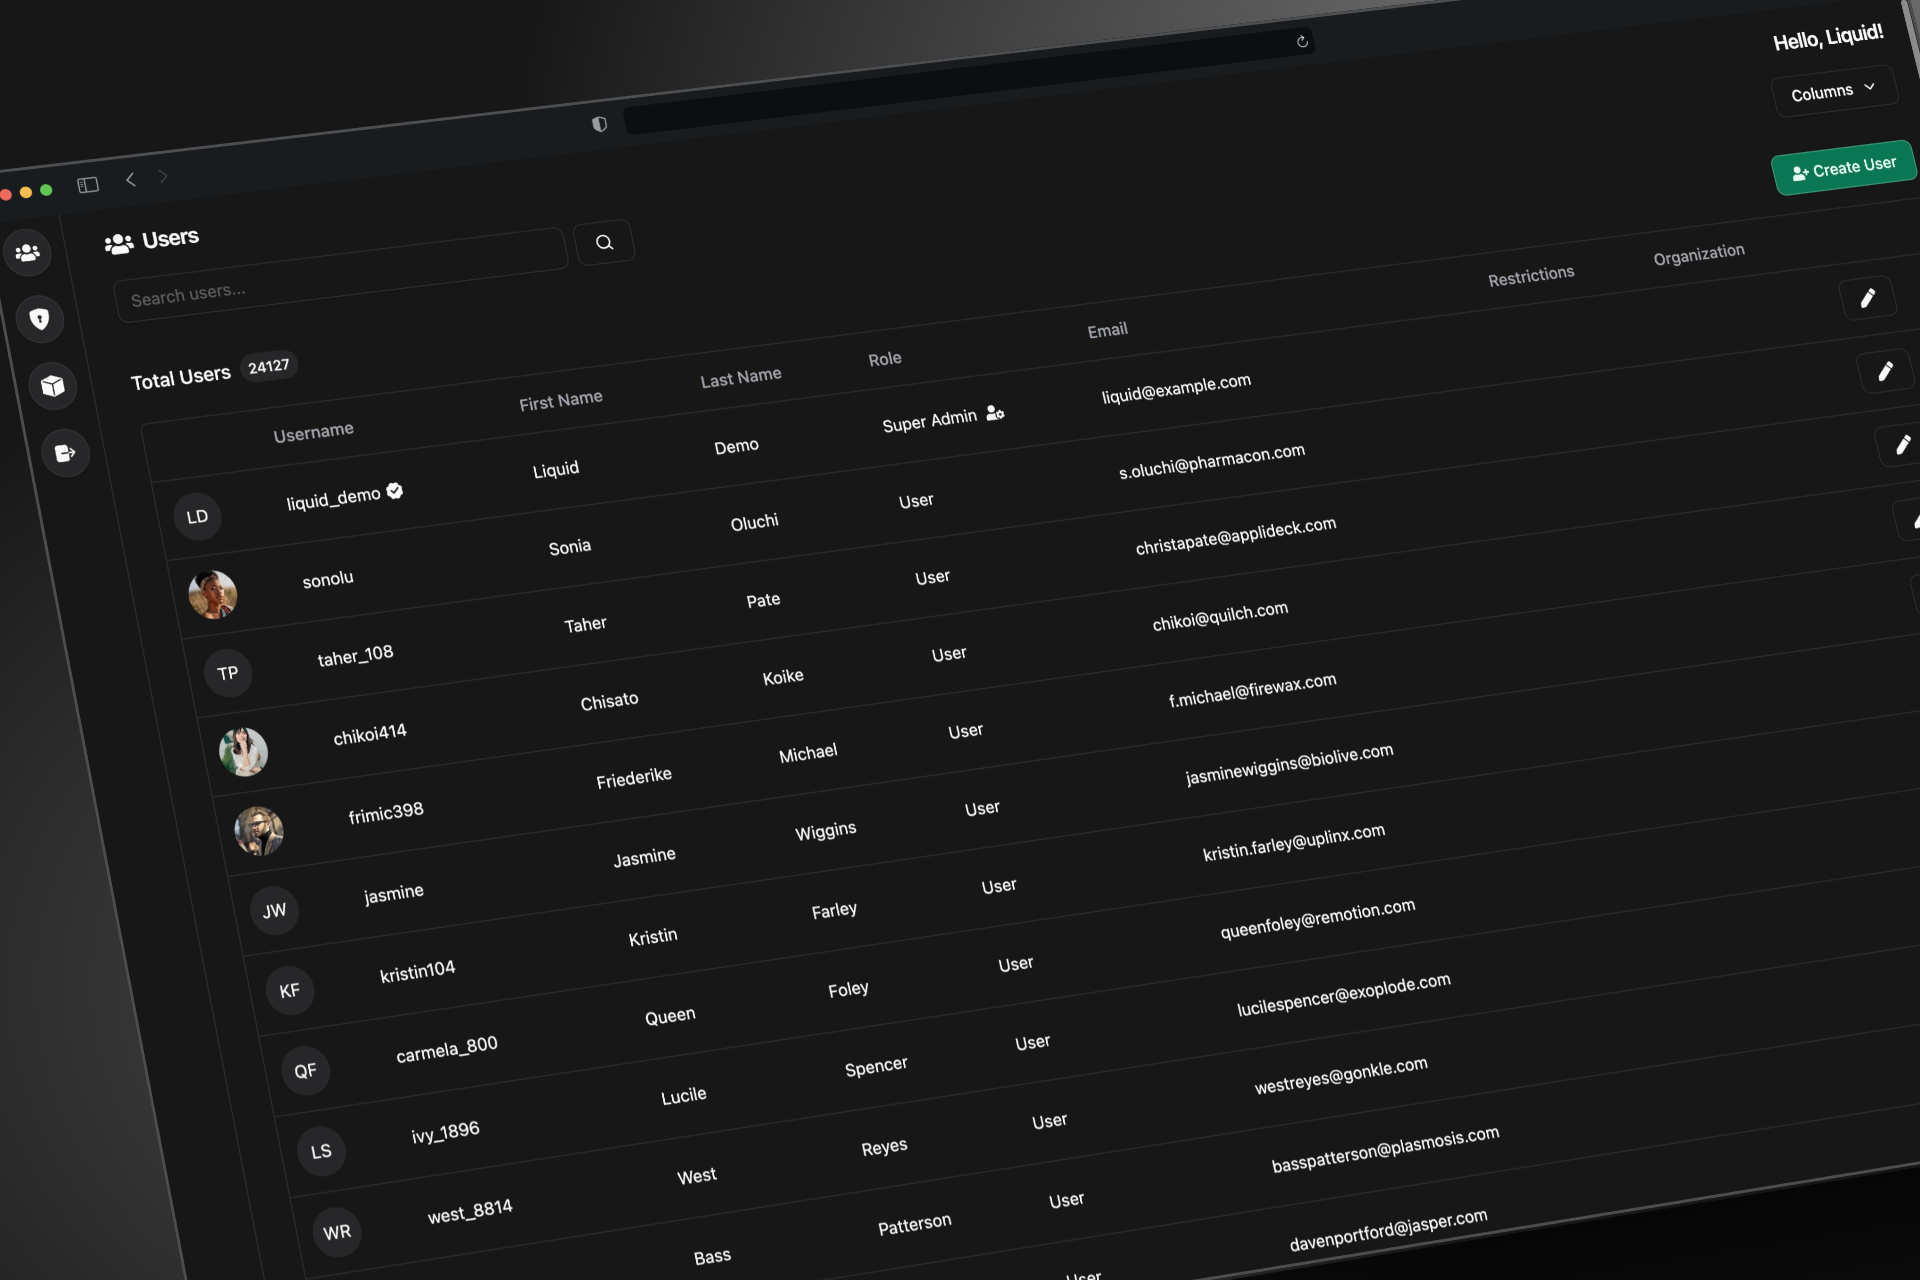 Hello, Liquid!
Columns
Users
Create User
Search users...
Total Users 24127
Username First Name Last Name Role Email Restrictions Organization
LD liquid_demo Liquid Demo Super Admin liquid@example.com
sonolu Sonia Oluchi User s.oluchi@pharmacon.com
TP taher_108 Taher Pate User christapate@applideck.com
chikoi414 Chisato Koike User chikoi@quilch.com
frimic398 Friederike Michael User f.michael@firewax.com
JW jasmine Jasmine Wiggins User jasminewiggins@biolive.com
KF kristin104 Kristin Farley User kristin.farley@uplinx.com
QF carmela_800 Queen Foley User queenfoley@remotion.com
LS ivy_1896 Lucile Spencer User lucilespencer@exoplode.com
WR west_8814 West Reyes User westreyes@gonkle.com
Bass Patterson User basspatterson@plasmosis.com
User davenportford@jasper.com